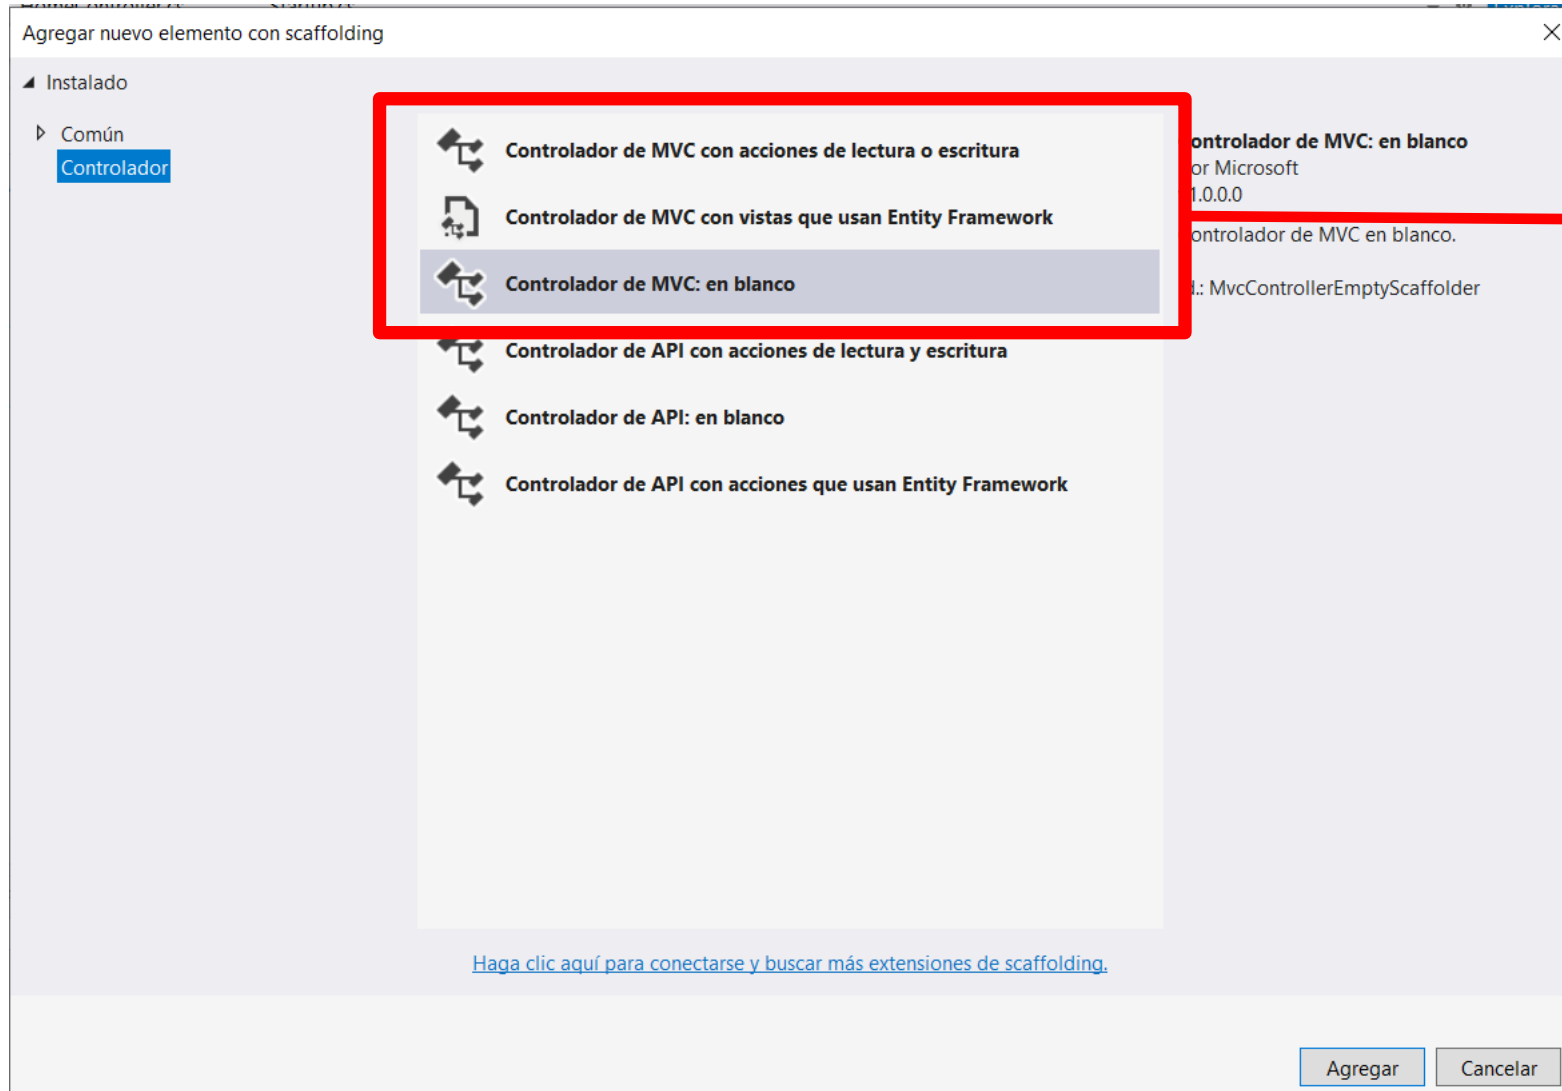 Agregar nuevo elemento con scaffolding
Instalado
Común
Controlador
Controlador de MVC con acciones de lectura o escritura
Controlador de MVC con vistas que usan Entity Framework
Controlador de MVC: en blanco
Controlador de API con acciones de lectura y escritura
Controlador de API: en blanco
Controlador de API con acciones que usan Entity Framework
ontrolador de MVC: en blanco
or Microsoft
1.0.0.0
ontrolador de MVC en blanco.
d.: MvcControllerEmptyScaffolder
Haga clic aquí para conectarse y buscar más extensiones de scaffolding.
Agregar
Cancelar